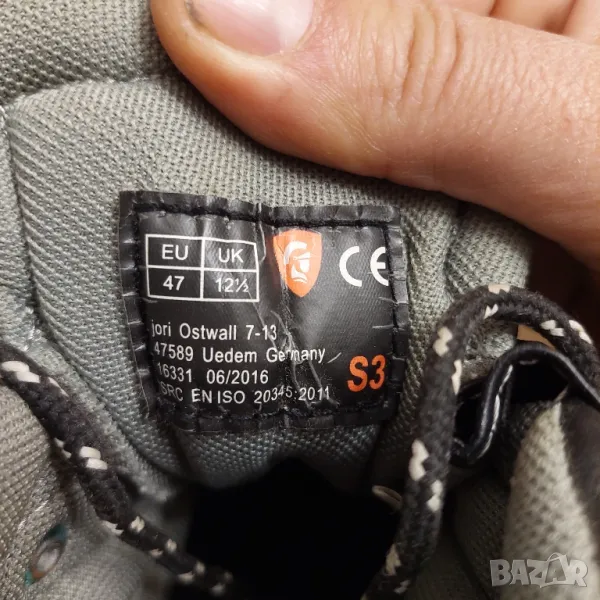 EU UK
47 12½
CE
jori Ostwall 7-13
47589 Uedem Germany
16331 06/2016
SRC EN ISO 20345:2011
S3
BAZAR